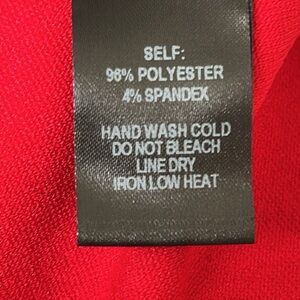 SELF:
96% POLYESTER
4% SPANDEX
HAND WASH COLD
DO NOT BLEACH
LINE DRY
IRON LOW HEAT